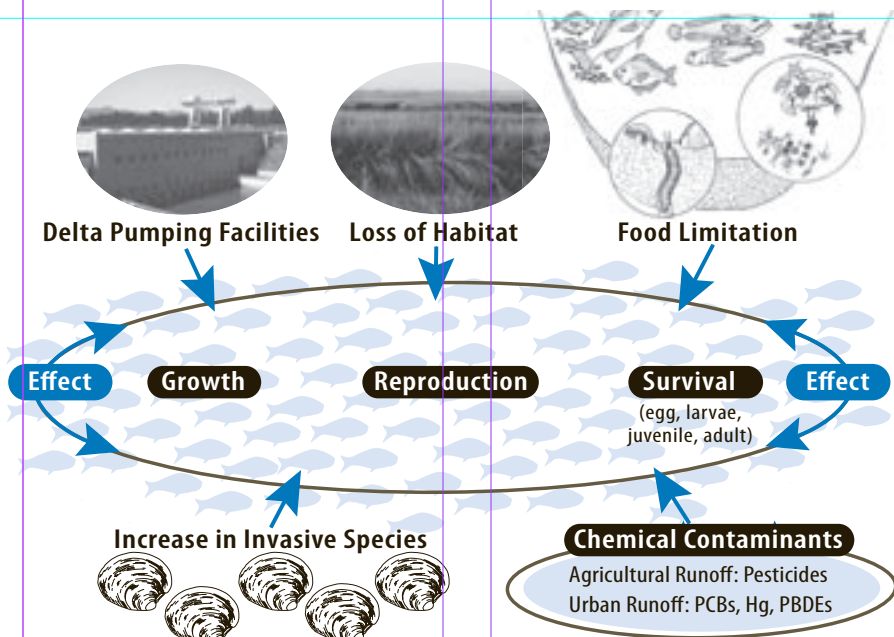 Delta Pumping Facilities
Loss of Habitat
Food Limitation
Effect
Growth
Reproduction
Survival
(egg, larvae,
juvenile, adult)
Effect
Increase in Invasive Species
Chemical Contaminants
Agricultural Runoff: Pesticides
Urban Runoff: PCBs, Hg, PBDEs